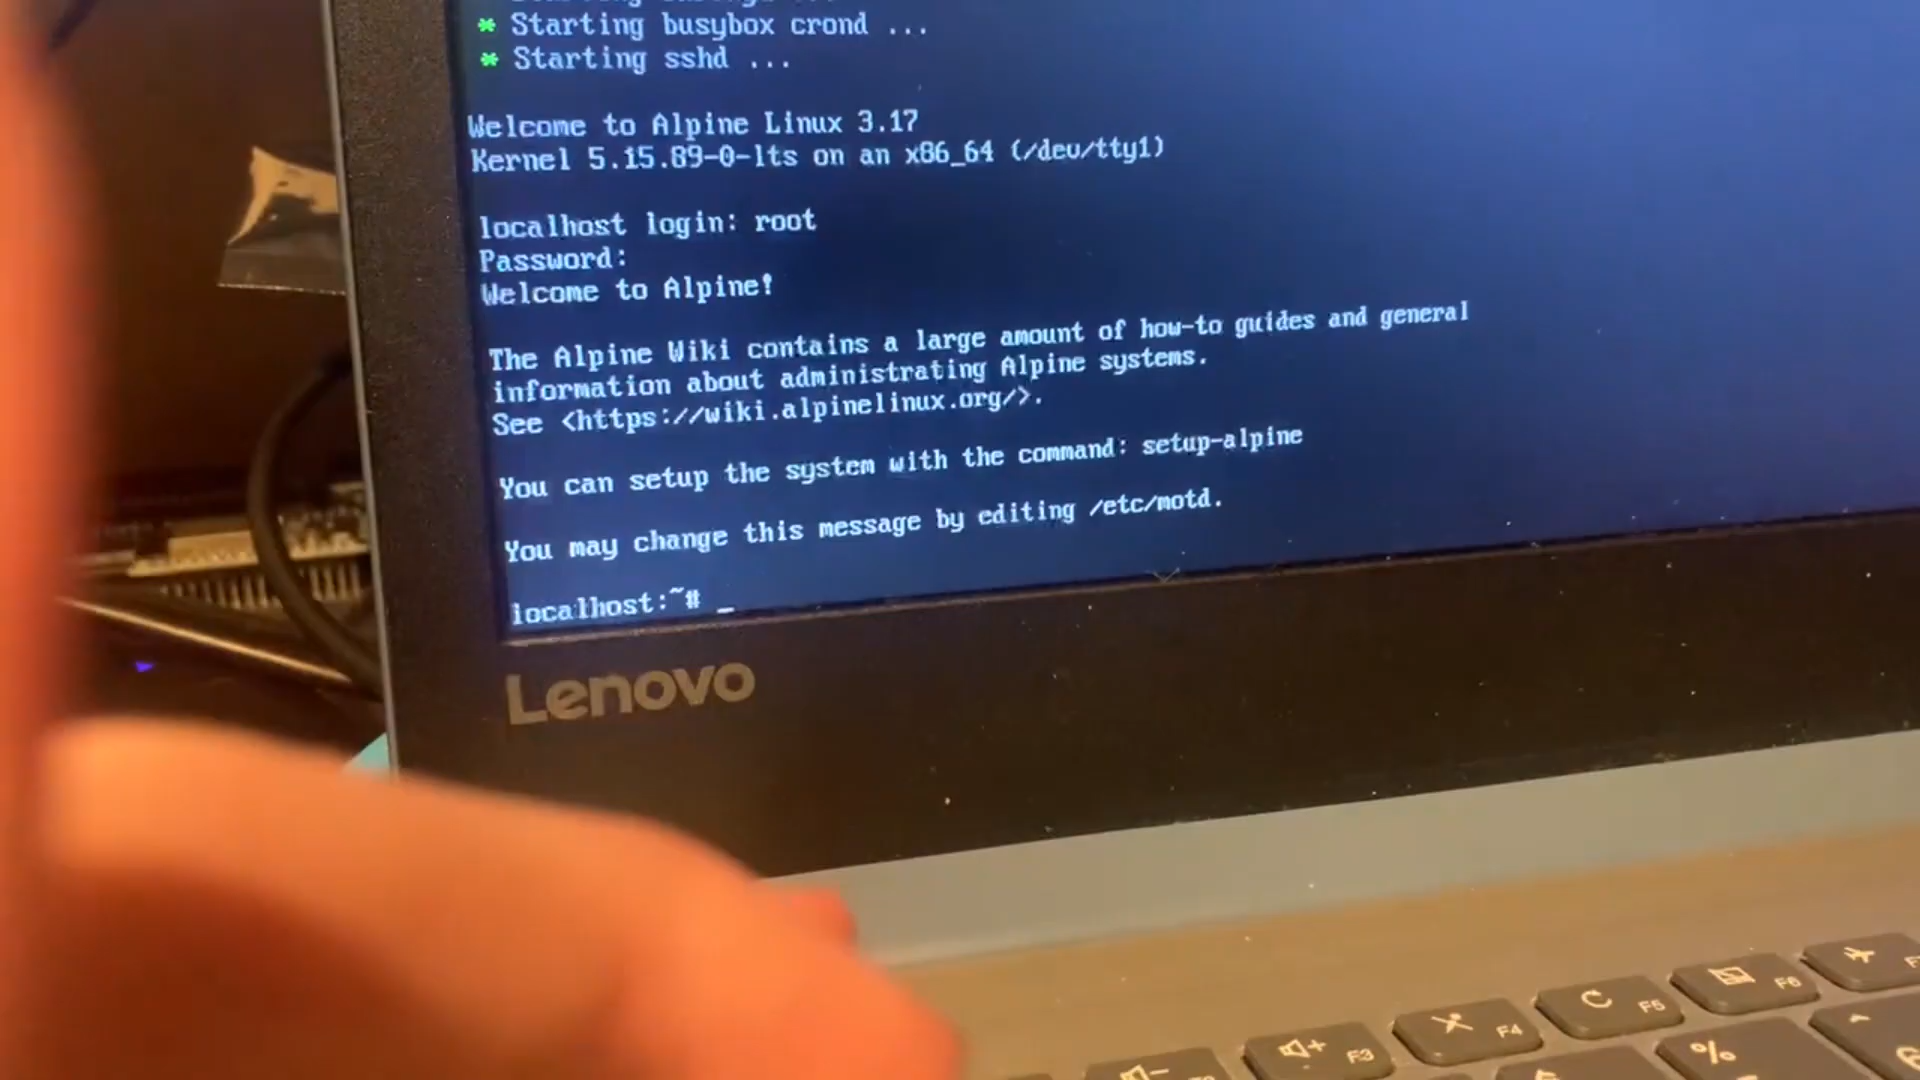 * Starting busybox crond ...
* Starting sshd ...
Welcome to Alpine Linux 3.17
Kernel 5.15.89-0-lts on an x86_64 (/dev/tty1)
localhost login: root
Password:
Welcome to Alpine!
The Alpine Wiki contains a large amount of how-to guides and general
information about administrating Alpine systems.
See <https://wiki.alpinelinux.org/>.
You can setup the system with the command: setup-alpine
You may change this message by editing /etc/motd.
localhost:~# _
Lenovo
F3 F4 F5 F6
%